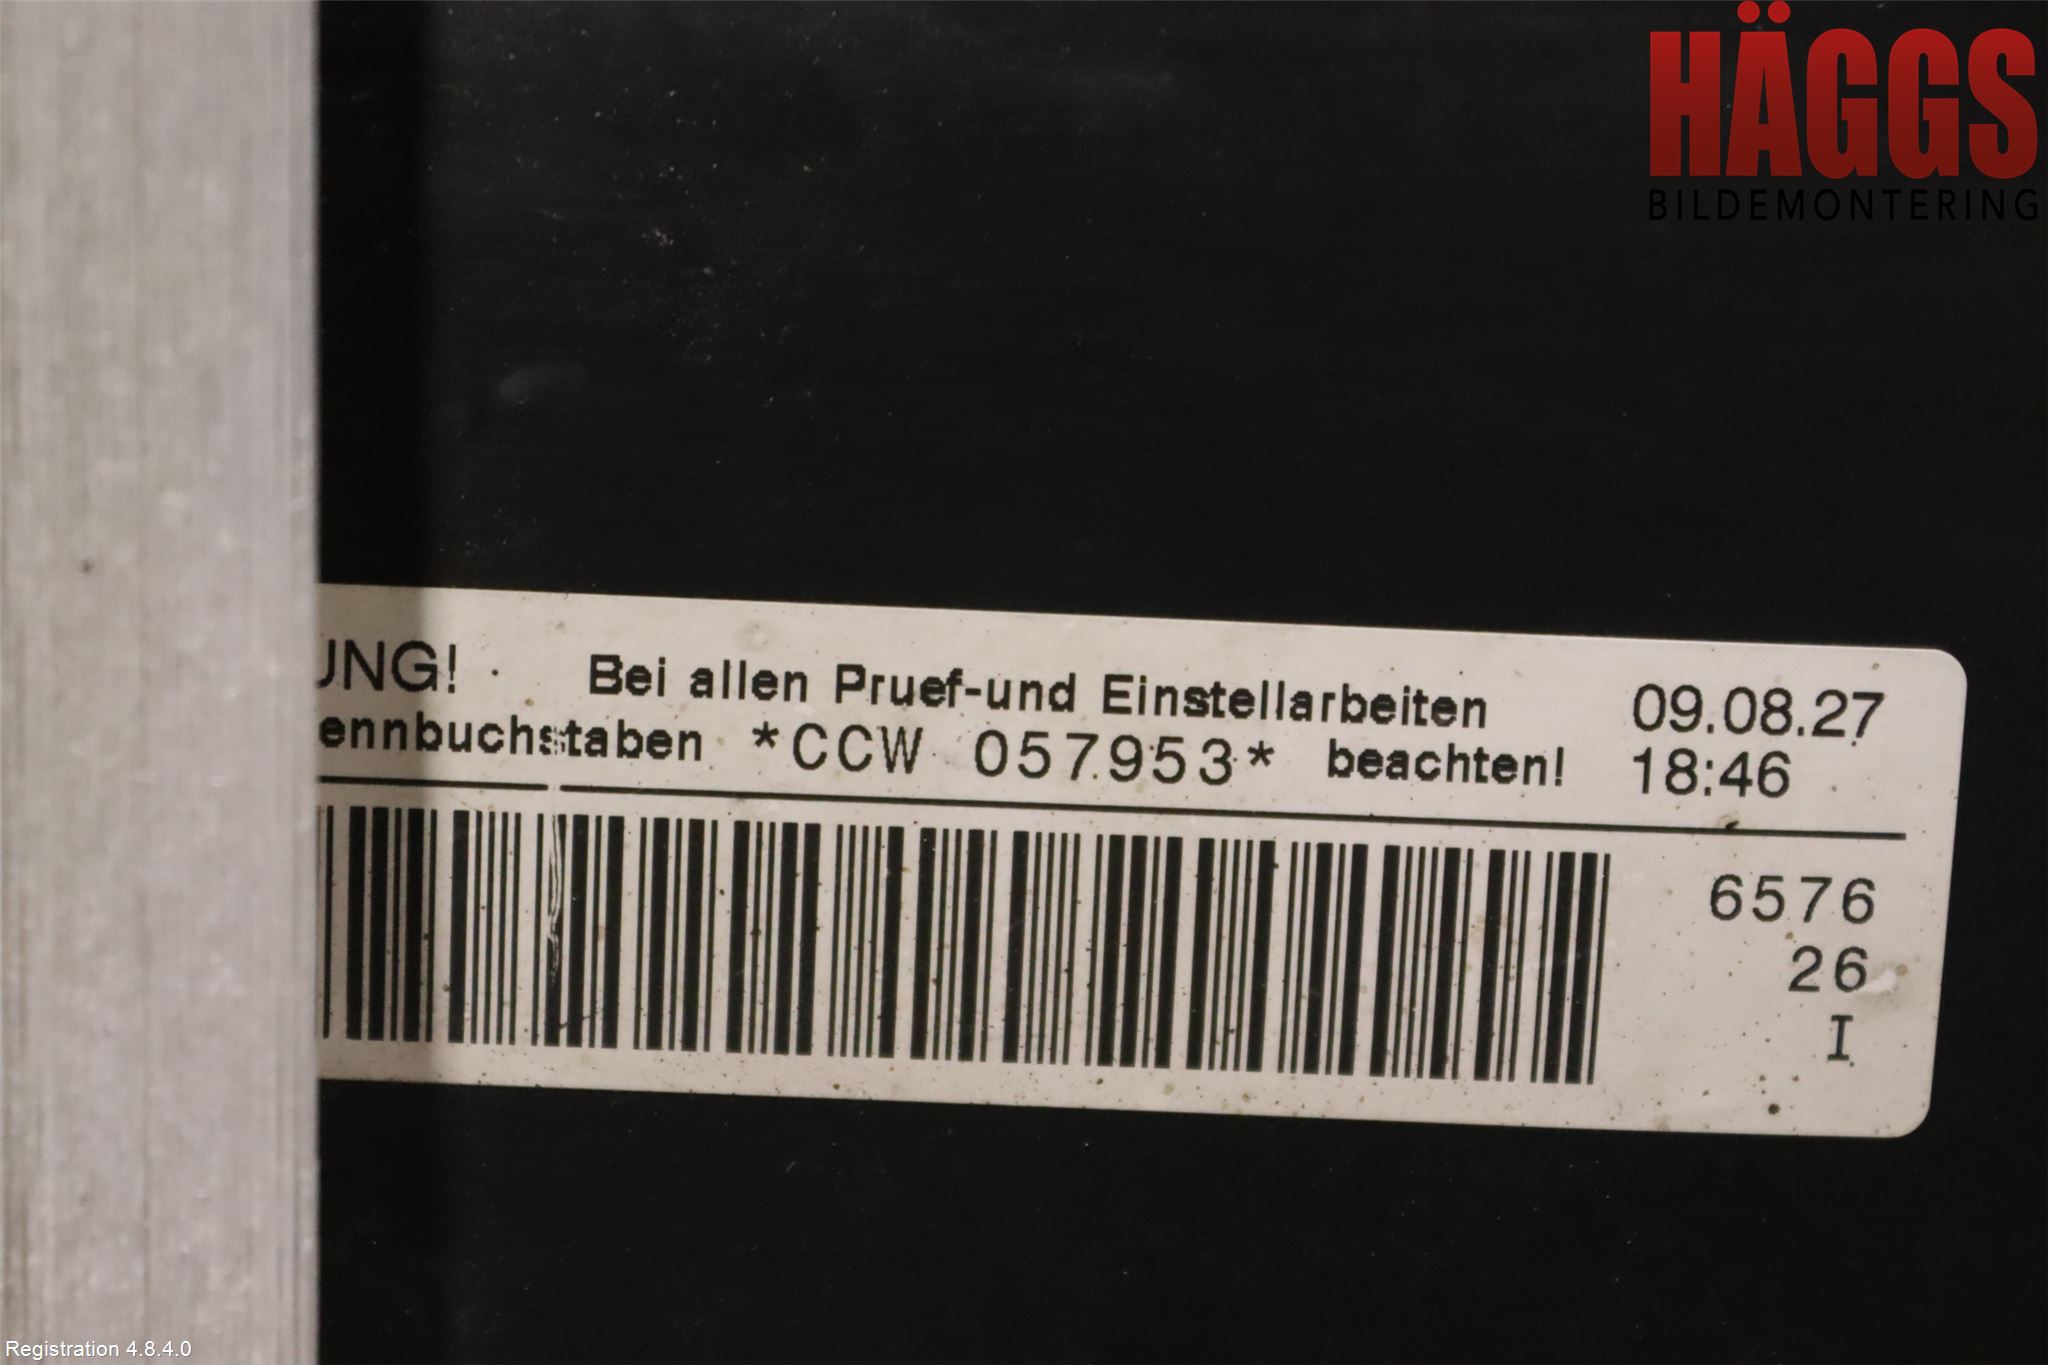 HÄGGS
BILDEMONTERING
UNG! Bei allen Pruef-und Einstellarbeiten 09.08.27
ennbuchstaben *CCW 057953* beachten! 18:46
6576
26
I
Registration 4.8.4.0